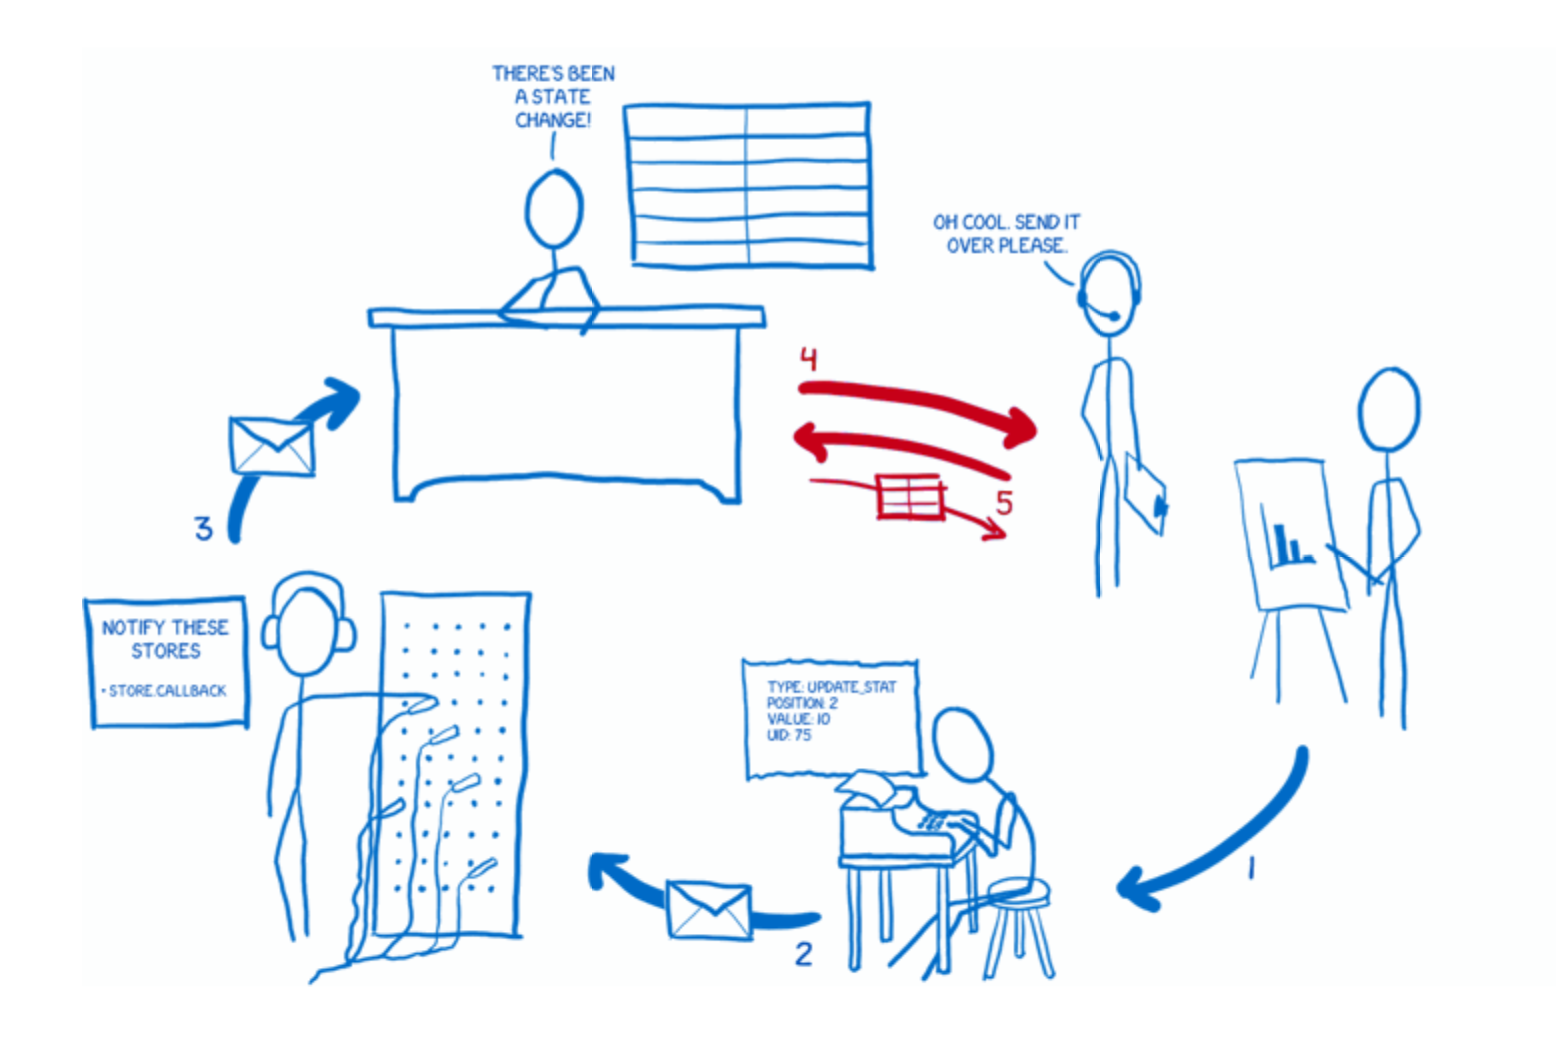 THERE'S BEEN
A STATE
CHANGE!
OH COOL. SEND IT
OVER PLEASE.
4
5
3
NOTIFY THESE
STORES
• STORE.CALLBACK
TYPE: UPDATE_STAT
POSITION: 2
VALUE: 10
UID: 75
1
2